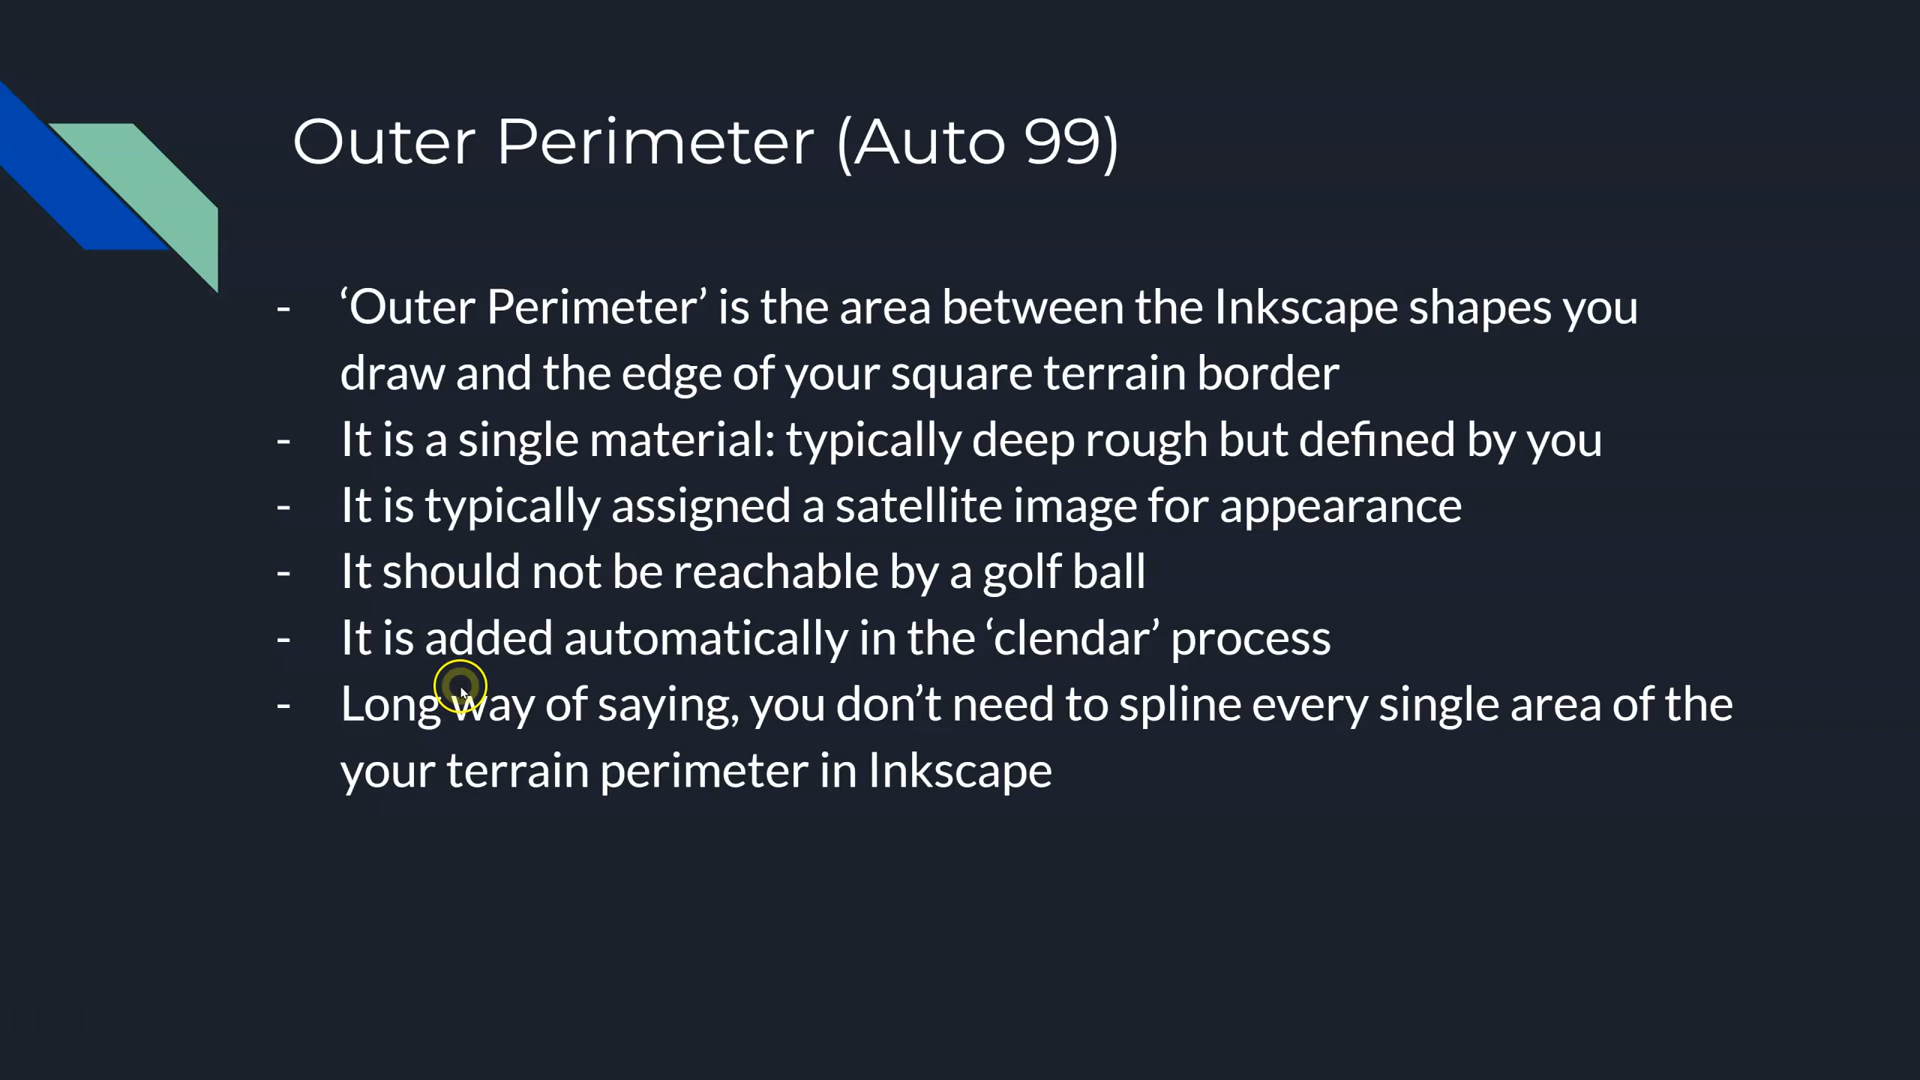 Outer Perimeter (Auto 99)
- ‘Outer Perimeter’ is the area between the Inkscape shapes you
draw and the edge of your square terrain border
- It is a single material: typically deep rough but defined by you
- It is typically assigned a satellite image for appearance
- It should not be reachable by a golf ball
- It is added automatically in the ‘clendar’ process
- Long way of saying, you don’t need to spline every single area of the
your terrain perimeter in Inkscape